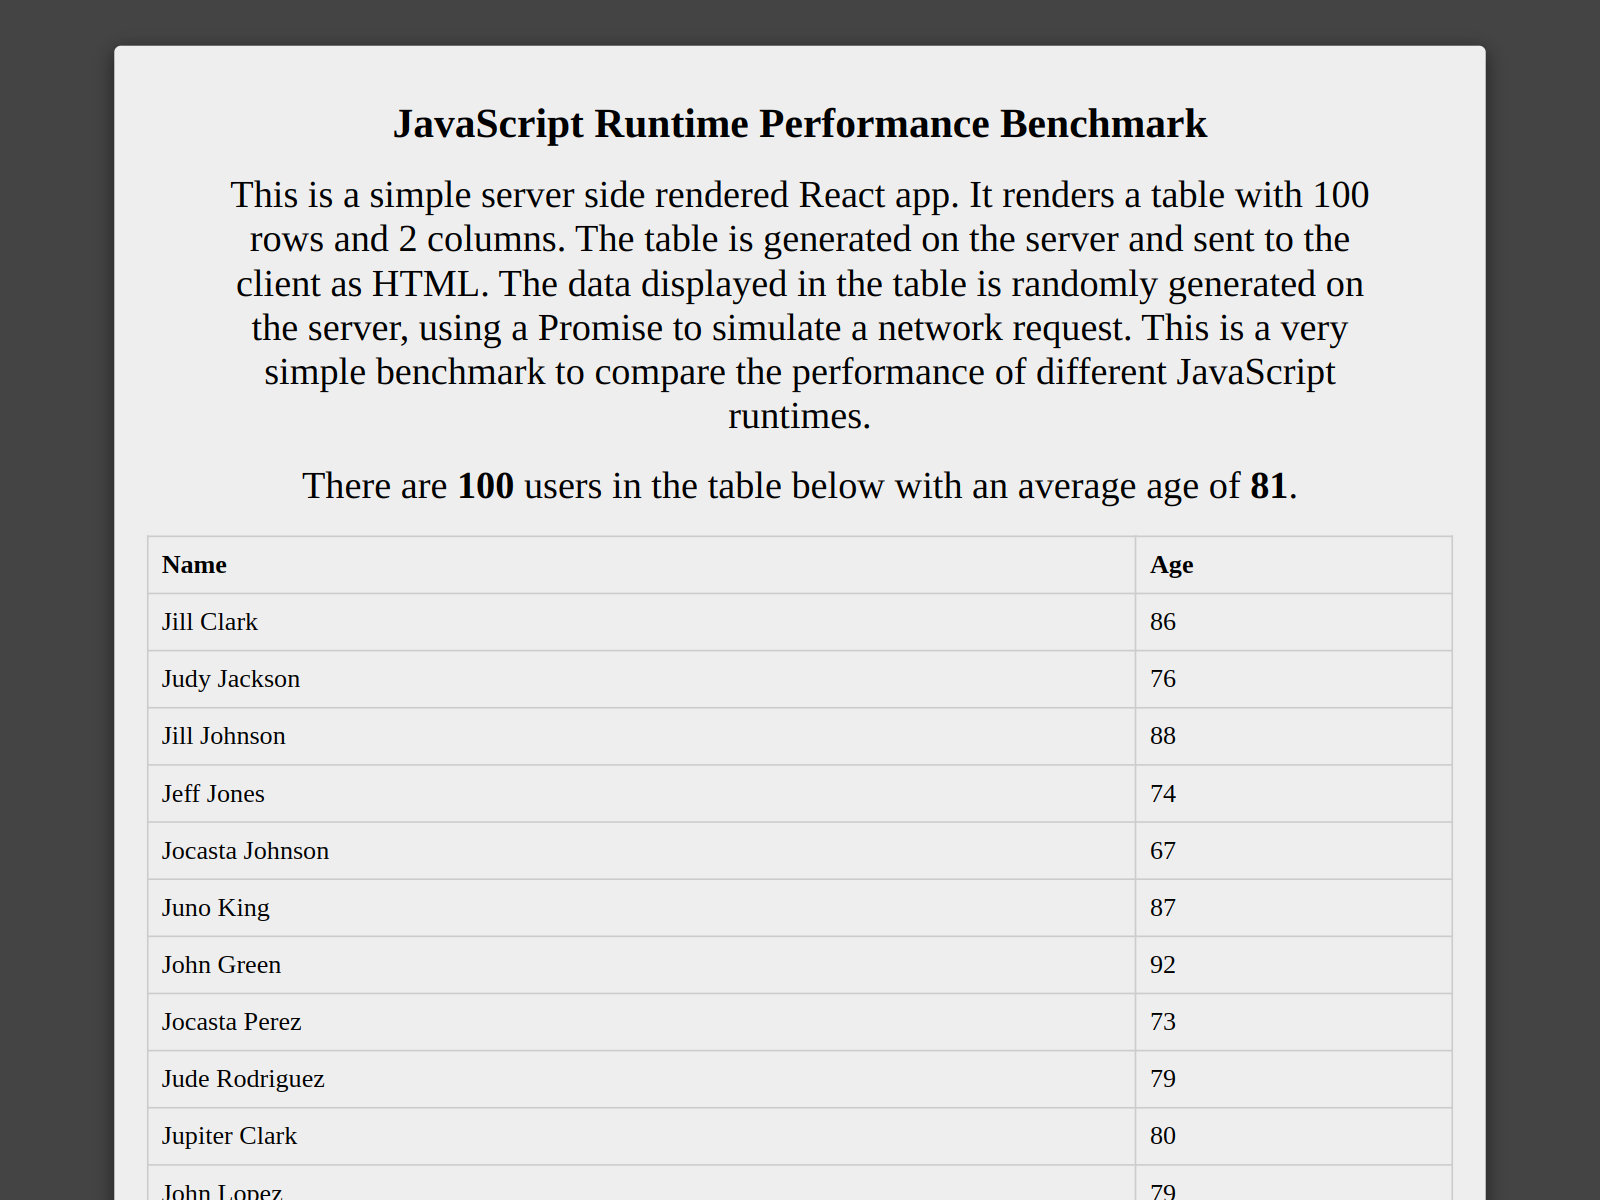 JavaScript Runtime Performance Benchmark
This is a simple server side rendered React app. It renders a table with 100
rows and 2 columns. The table is generated on the server and sent to the
client as HTML. The data displayed in the table is randomly generated on
the server, using a Promise to simulate a network request. This is a very
simple benchmark to compare the performance of different JavaScript
runtimes.
There are 100 users in the table below with an average age of 81.
Name Age
Jill Clark 86
Judy Jackson 76
Jill Johnson 88
Jeff Jones 74
Jocasta Johnson 67
Juno King 87
John Green 92
Jocasta Perez 73
Jude Rodriguez 79
Jupiter Clark 80
John Lopez 79